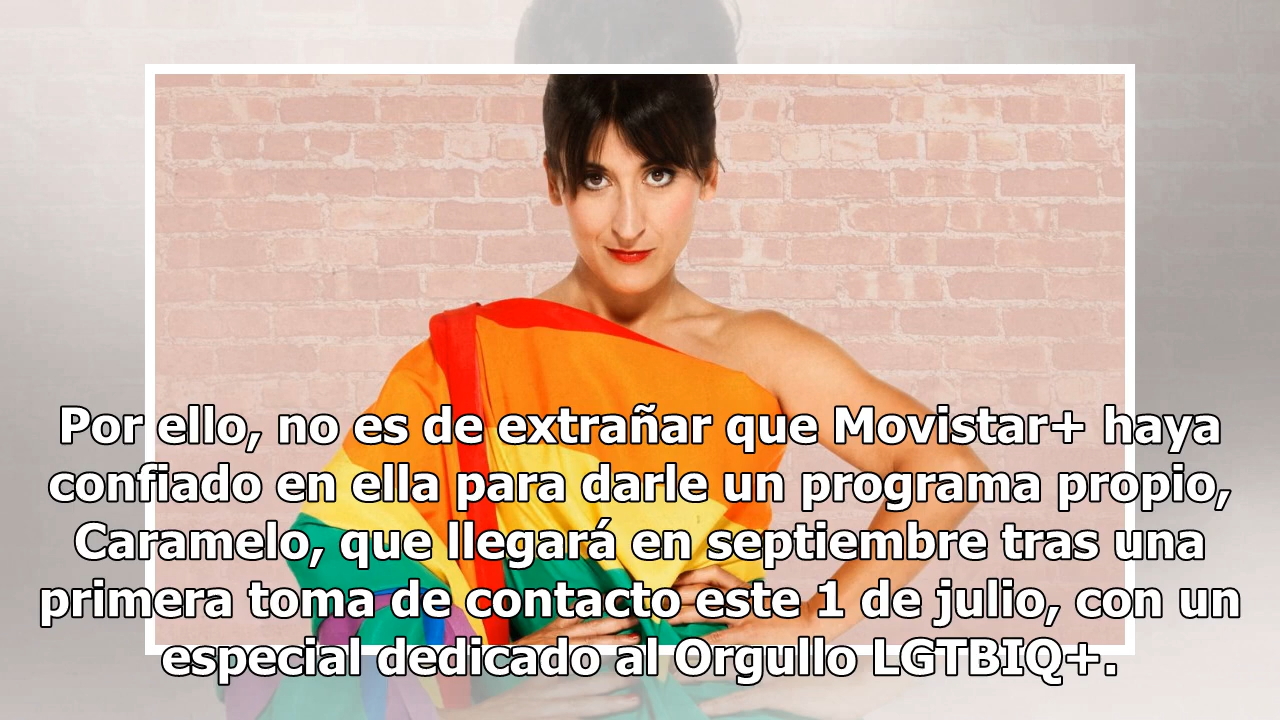 Por ello, no es de extrañar que Movistar+ haya
confiado en ella para darle un programa propio,
Caramelo, que llegará en septiembre tras una
primera toma de contacto este 1 de julio, con un
especial dedicado al Orgullo LGTBIQ+.